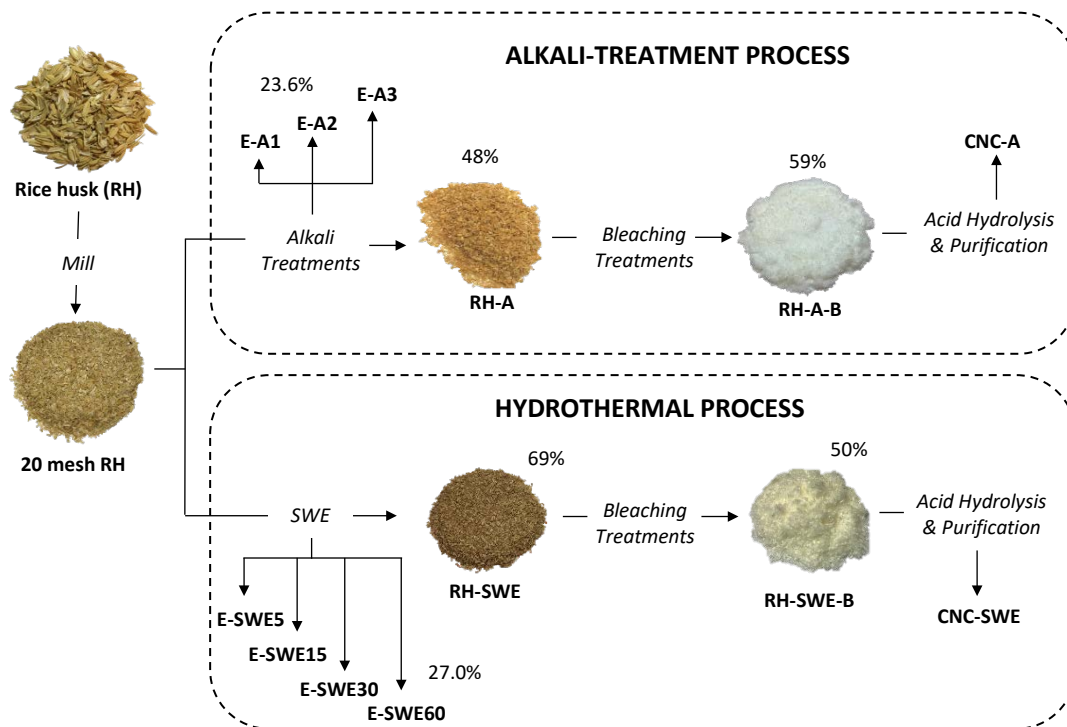 Rice husk (RH)
Mill
20 mesh RH
ALKALI-TREATMENT PROCESS
23.6%
E-A1
E-A2
E-A3
Alkali
Treatments
48%
RH-A
Bleaching
Treatments
59%
RH-A-B
CNC-A
Acid Hydrolysis
& Purification
HYDROTHERMAL PROCESS
SWE
E-SWE5
E-SWE15
E-SWE30
E-SWE60
27.0%
69%
RH-SWE
Bleaching
Treatments
50%
RH-SWE-B
Acid Hydrolysis
& Purification
CNC-SWE